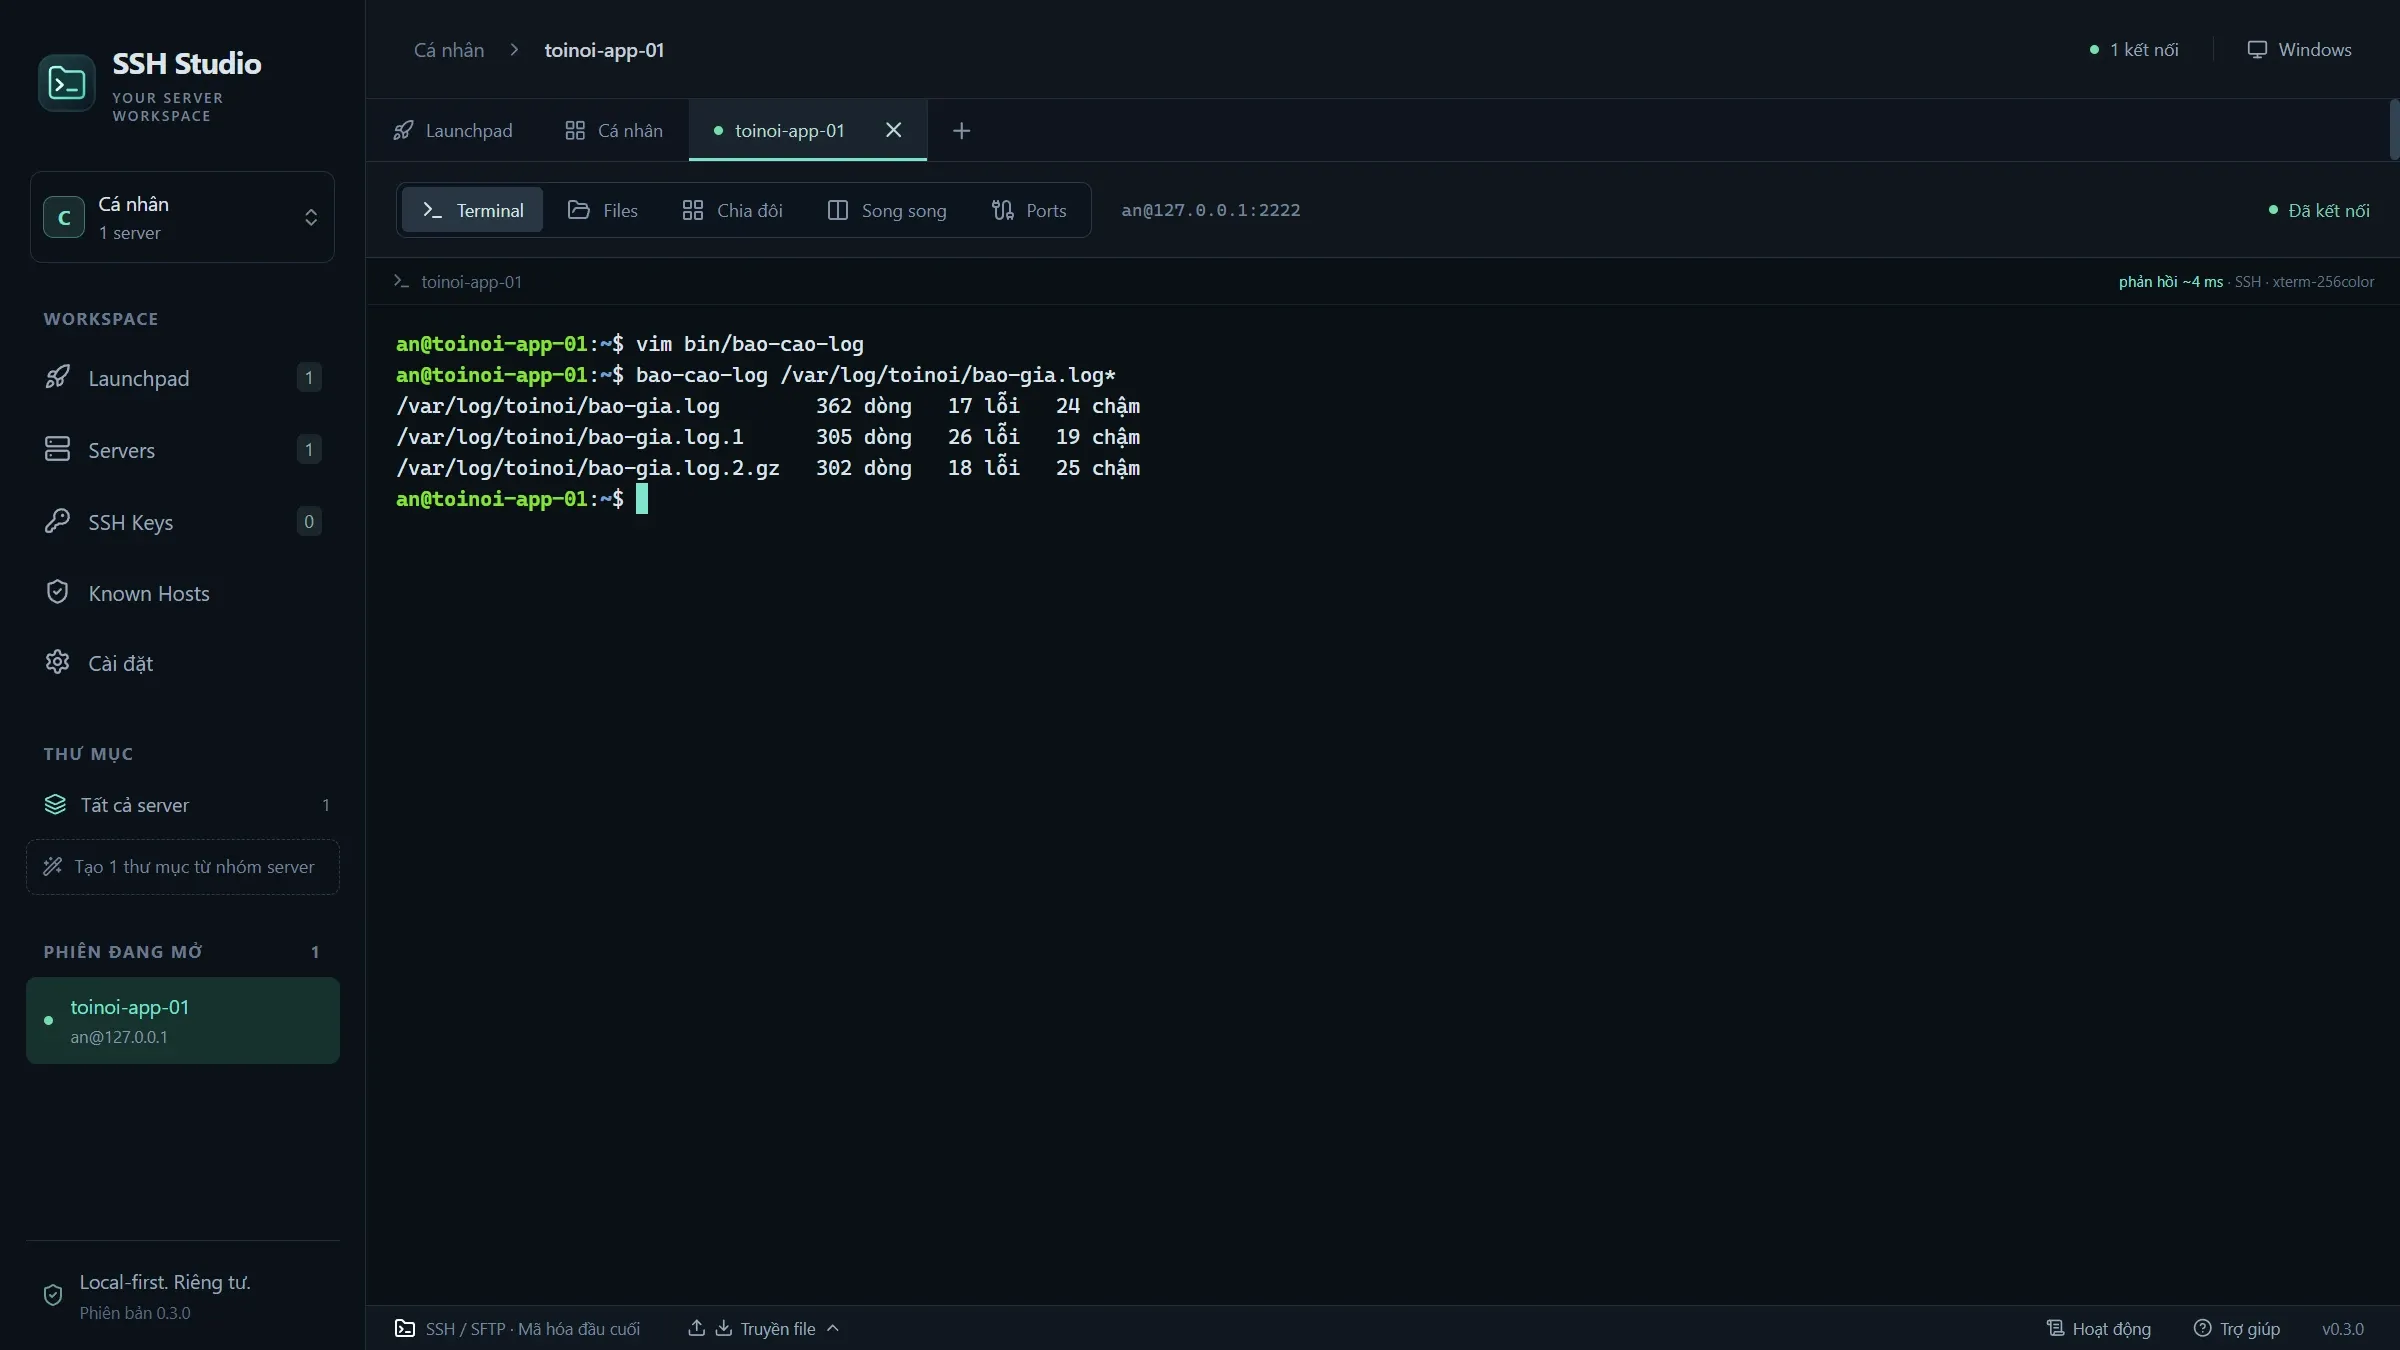 SSH Studio
YOUR SERVER
WORKSPACE
C
Cá nhân
1 server
WORKSPACE
Launchpad 1
Servers 1
SSH Keys 0
Known Hosts
Cài đặt
THƯ MỤC
Tất cả server 1
Tạo 1 thư mục từ nhóm server
PHIÊN ĐANG MỞ 1
toinoi-app-01
an@127.0.0.1
Local-first. Riêng tư.
Phiên bản 0.3.0
Cá nhân > toinoi-app-01
1 kết nối
Windows
Launchpad
Cá nhân
toinoi-app-01
Terminal
Files
Chia đôi
Song song
Ports
an@127.0.0.1:2222
Đã kết nối
toinoi-app-01
phản hồi ~4 ms · SSH · xterm-256color
an@toinoi-app-01:~$ vim bin/bao-cao-log
an@toinoi-app-01:~$ bao-cao-log /var/log/toinoi/bao-gia.log*
/var/log/toinoi/bao-gia.log        362 dòng   17 lỗi   24 chậm
/var/log/toinoi/bao-gia.log.1      305 dòng   26 lỗi   19 chậm
/var/log/toinoi/bao-gia.log.2.gz   302 dòng   18 lỗi   25 chậm
an@toinoi-app-01:~$
SSH / SFTP · Mã hóa đầu cuối
Truyền file
Hoạt động
Trợ giúp
v0.3.0